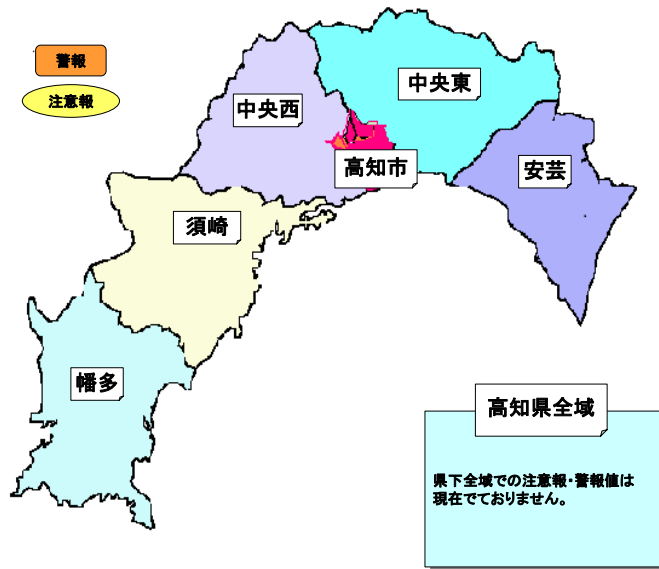 警報
注意報
中央東
中央西
高知市
安芸
須崎
幡多
高知県全域
県下全域での注意報・警報値は
現在でておりません。